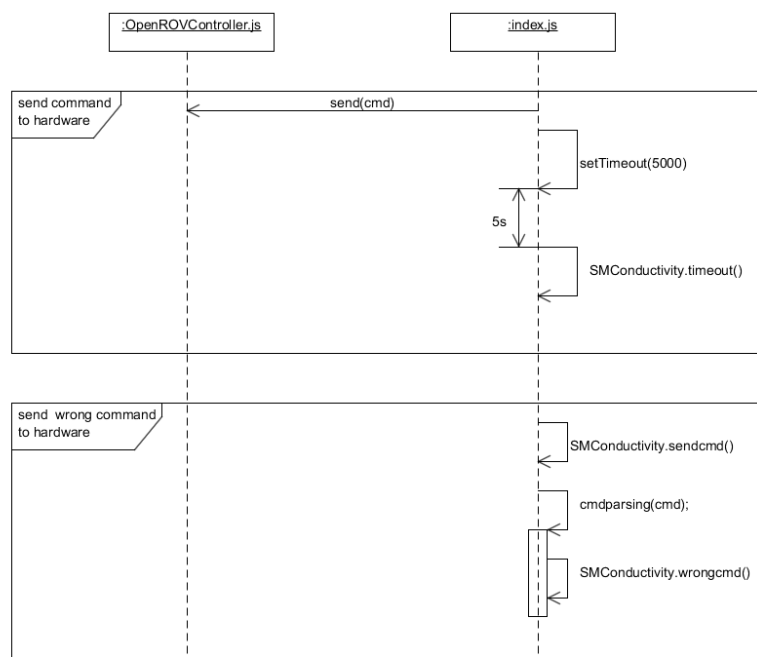 :OpenROVController.js
:index.js
send command
to hardware
send(cmd)
setTimeout(5000)
5s
SMConductivity.timeout()
send  wrong command
to hardware
SMConductivity.sendcmd()
cmdparsing(cmd);
SMConductivity.wrongcmd()